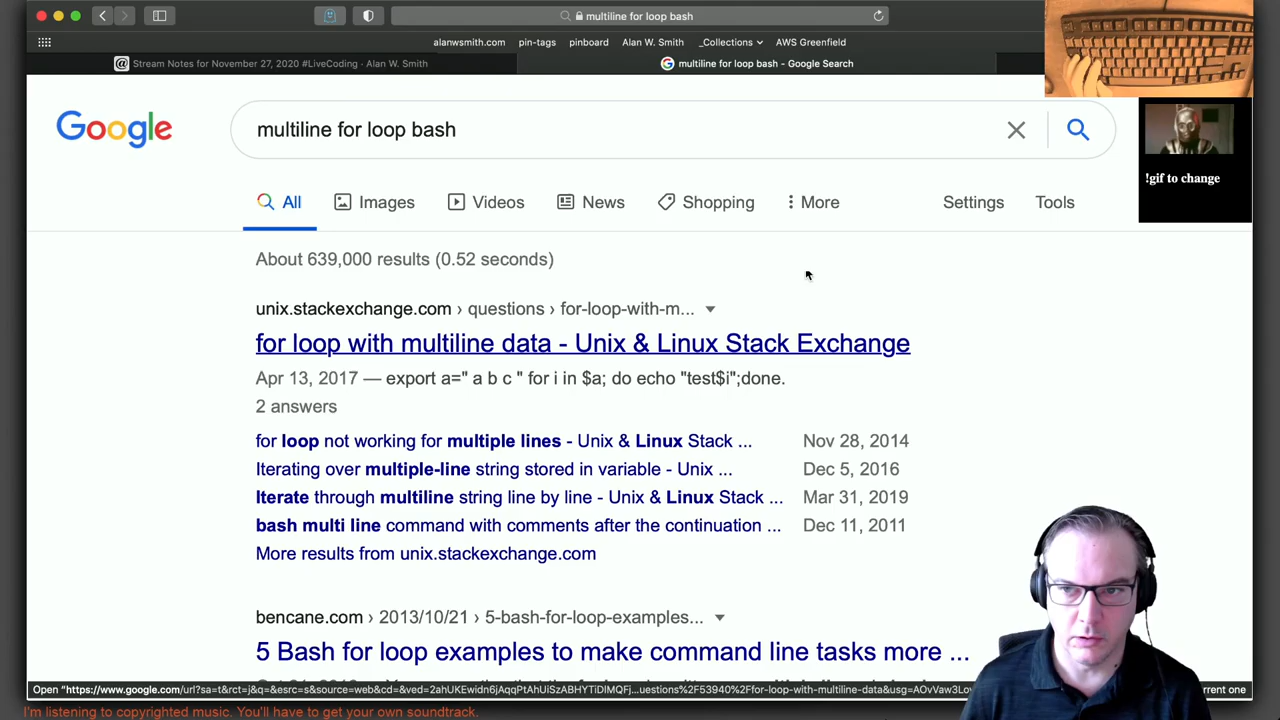 multiline for loop bash
alanwsmith.com pin-tags pinboard Alan W. Smith _Collections AWS Greenfield
Stream Notes for November 27, 2020 #LiveCoding - Alan W. Smith
multiline for loop bash - Google Search
Google
multiline for loop bash
!gif to change
All Images Videos News Shopping More Settings Tools
About 639,000 results (0.52 seconds)
unix.stackexchange.com › questions › for-loop-with-m...
for loop with multiline data - Unix & Linux Stack Exchange
Apr 13, 2017 — export a=" a b c " for i in $a; do echo "test$i";done.
2 answers
for loop not working for multiple lines - Unix & Linux Stack ... Nov 28, 2014
Iterating over multiple-line string stored in variable - Unix ... Dec 5, 2016
Iterate through multiline string line by line - Unix & Linux Stack ... Mar 31, 2019
bash multi line command with comments after the continuation ... Dec 11, 2011
More results from unix.stackexchange.com
bencane.com › 2013/10/21 › 5-bash-for-loop-examples...
5 Bash for loop examples to make command line tasks more ...
I'm listening to copyrighted music. You'll have to get your own soundtrack.